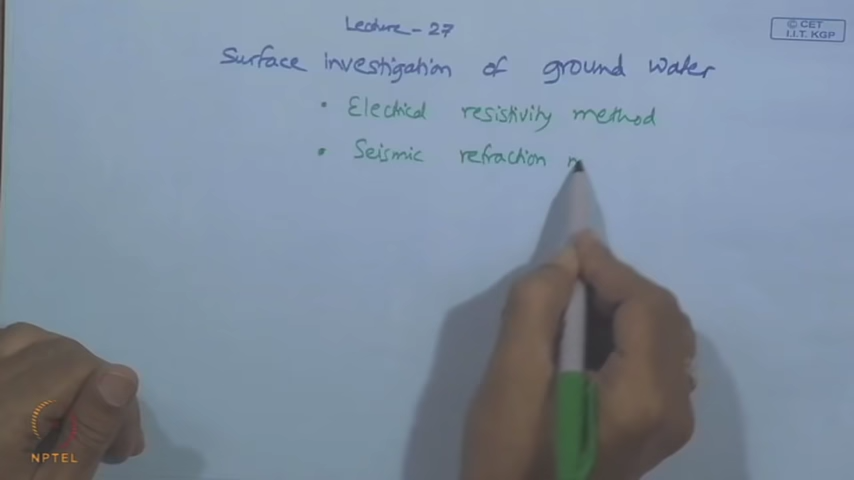 Lecture - 27
© CET
I.I.T. KGP
Surface investigation of ground water
• Electrical resistivity method
• Seismic refraction m
NPTEL